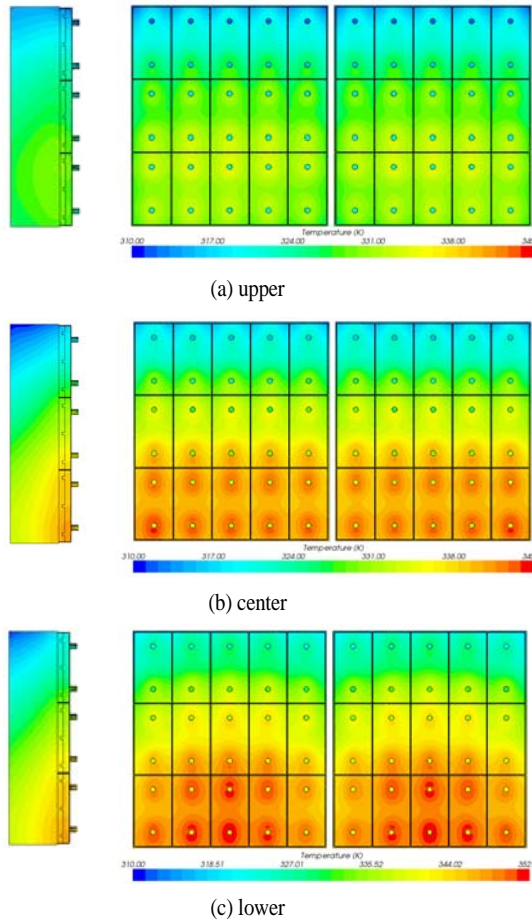 Temperature (K)
310.00 317.00 324.00 331.00 338.00 345
(a) upper
Temperature (K)
310.00 317.00 324.00 331.00 338.00
(b) center
Temperature (K)
310.00 318.51 327.01 335.52 344.02 352
(c) lower